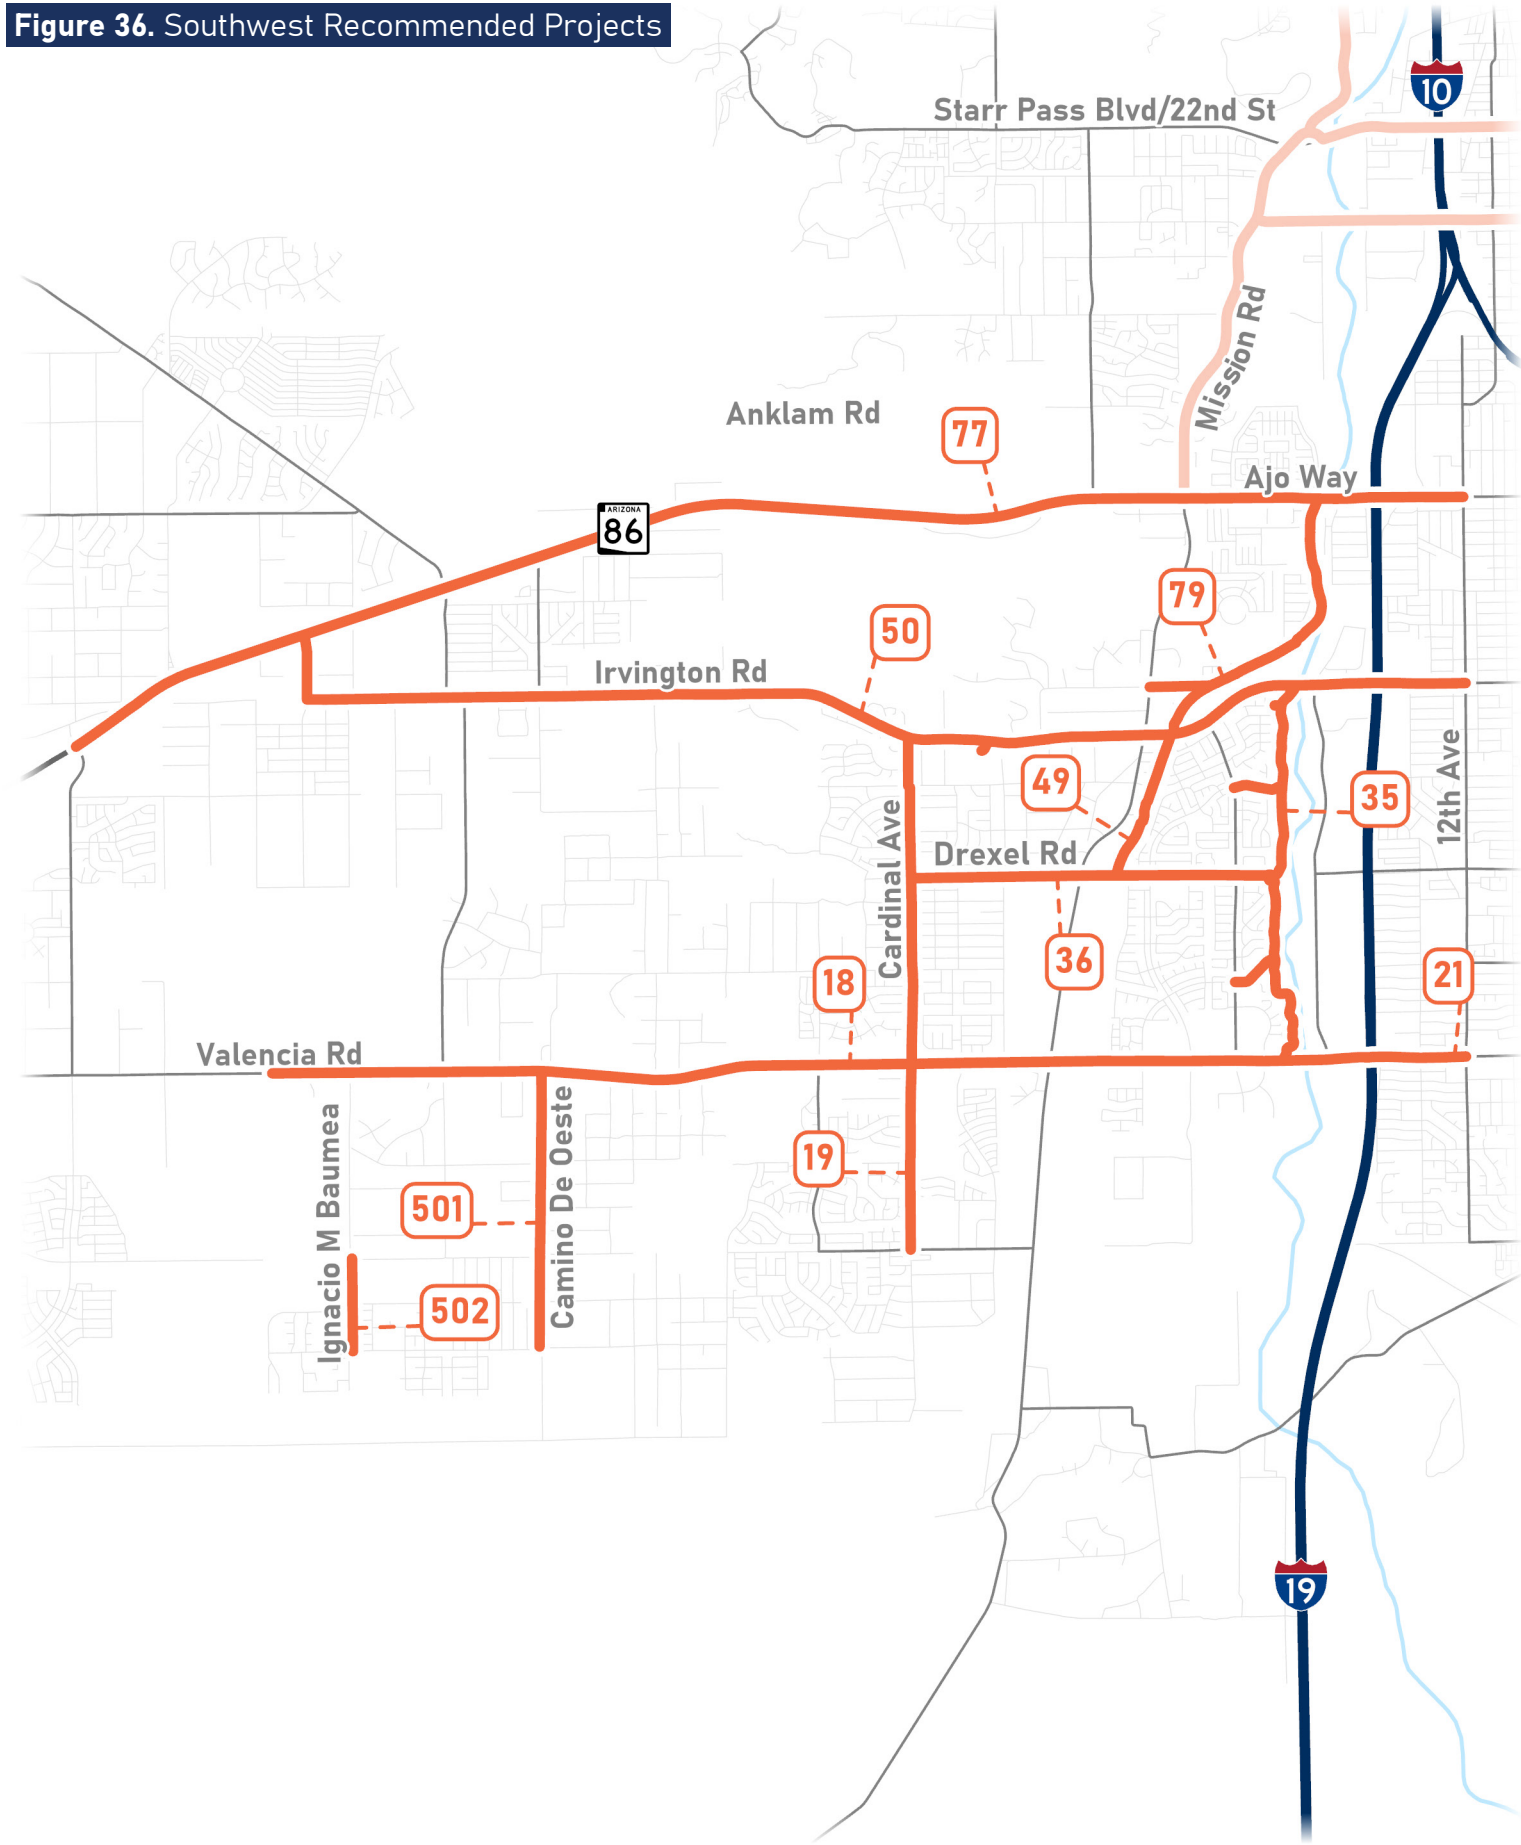 Figure 36. Southwest Recommended Projects
10
Starr Pass Blvd/22nd St
Mission Rd
Anklam Rd
77
Ajo Way
ARIZONA
86
79
50
Irvington Rd
12th Ave
49
35
Cardinal Ave
Drexel Rd
36
18
21
Valencia Rd
Ignacio M Baumea
Camino De Oeste
19
501
502
19